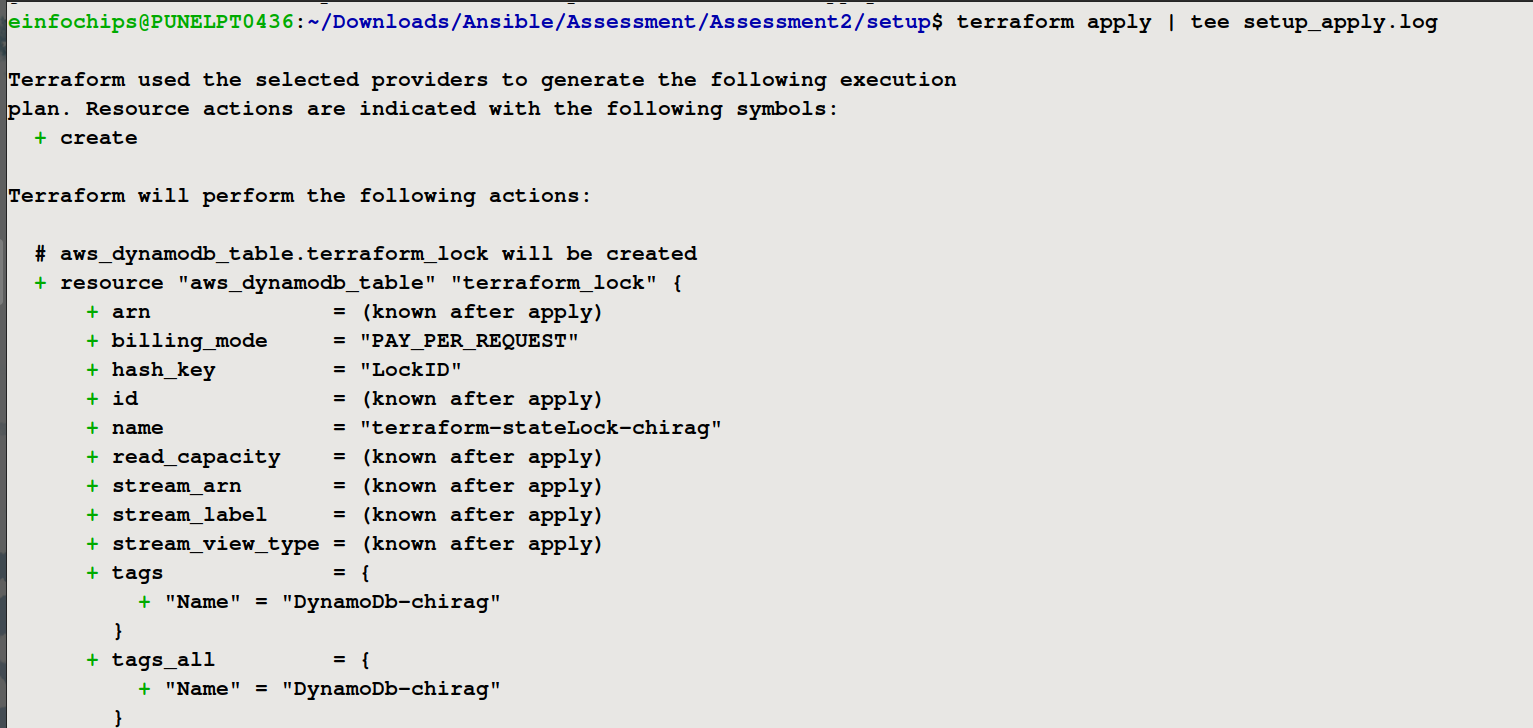 einfochips@PUNELPT0436:~/Downloads/Ansible/Assessment/Assessment2/setup$ terraform apply | tee setup_apply.log
Terraform used the selected providers to generate the following execution
plan. Resource actions are indicated with the following symbols:
+ create
Terraform will perform the following actions:
# aws_dynamodb_table.terraform_lock will be created
+ resource "aws_dynamodb_table" "terraform_lock" {
+ arn = (known after apply)
+ billing_mode = "PAY_PER_REQUEST"
+ hash_key = "LockID"
+ id = (known after apply)
+ name = "terraform-stateLock-chirag"
+ read_capacity = (known after apply)
+ stream_arn = (known after apply)
+ stream_label = (known after apply)
+ stream_view_type = (known after apply)
+ tags = {
+ "Name" = "DynamoDb-chirag"
}
+ tags_all = {
+ "Name" = "DynamoDb-chirag"
}